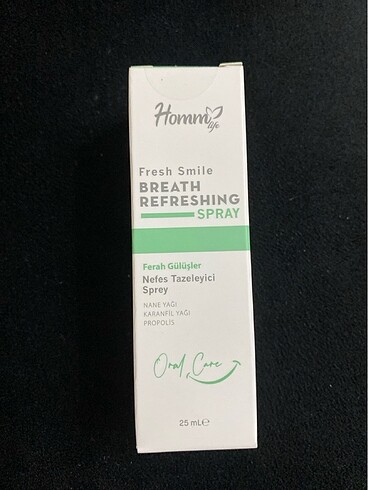 Homm
life
Fresh Smile
BREATH
REFRESHING
SPRAY
Ferah Gülüşler
Nefes Tazeleyici
Sprey
NANE YAĞI
KARANFİL YAĞI
PROPOLİS
Oral Care
25 mL℮